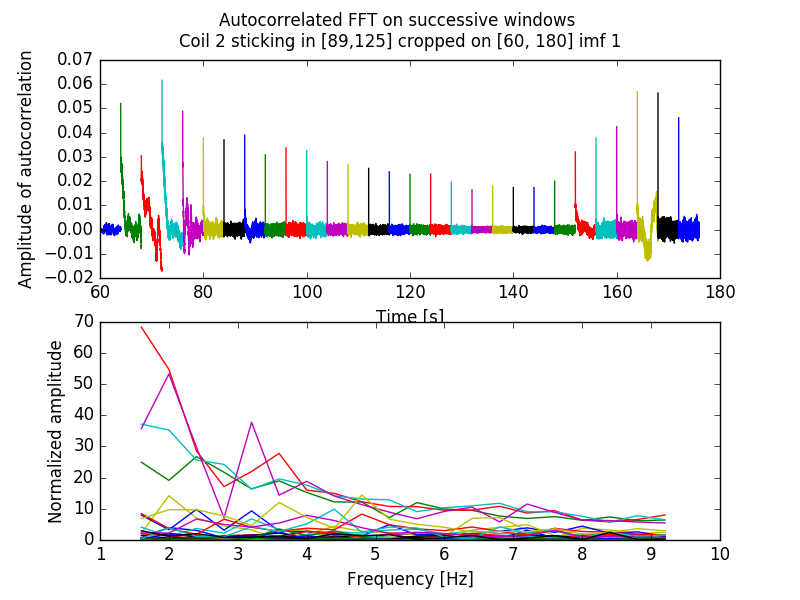 Autocorrelated FFT on successive windows
Coil 2 sticking in [89,125] cropped on [60, 180] imf 1
Amplitude of autocorrelation
0.07
0.06
0.05
0.04
0.03
0.02
0.01
0.00
−0.01
−0.02
60 80 100 120 140 160 180
Time [s]
Normalized amplitude
70
60
50
40
30
20
10
0
1 2 3 4 5 6 7 8 9 10
Frequency [Hz]